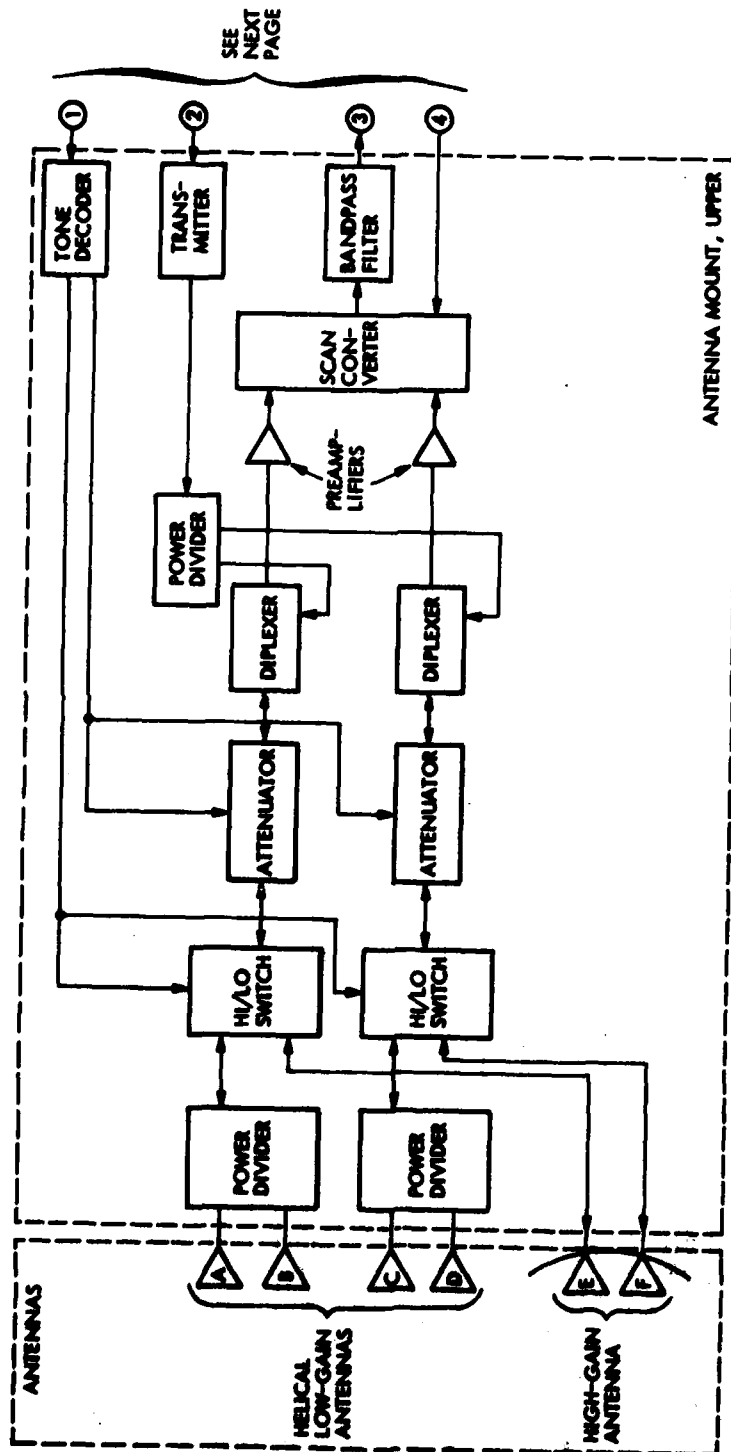 ANTENNAS
HELICAL
LOW-GAIN
ANTENNAS
HIGH-GAIN
ANTENNA
A
B
C
D
E
F
POWER
DIVIDER
POWER
DIVIDER
HI/LO
SWITCH
HI/LO
SWITCH
ATTENUATOR
ATTENUATOR
DIPLEXER
DIPLEXER
POWER
DIVIDER
PREAMP-
LIFIERS
SCAN
CON-
VERTER
TONE
DECODER
TRANS-
MITTER
BANDPASS
FILTER
1
2
3
4
SEE
NEXT
PAGE
ANTENNA MOUNT, UPPER